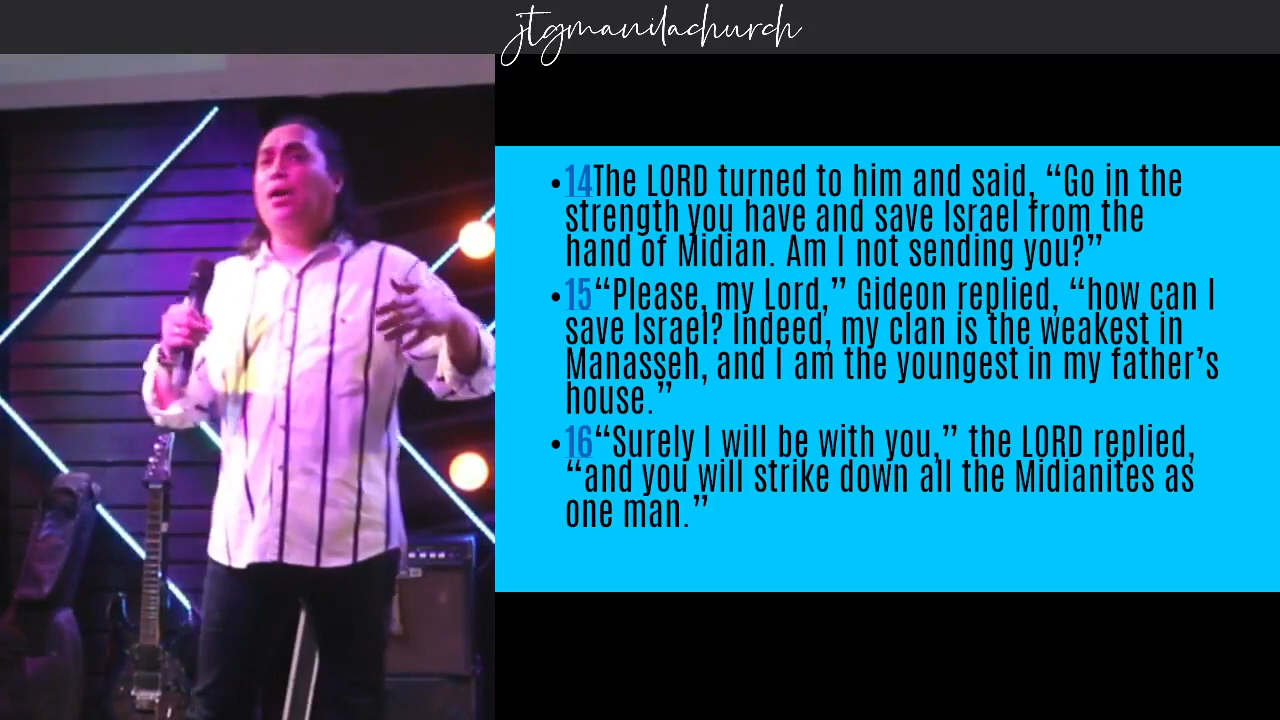 jtgmanilachurch
•14The LORD turned to him and said, “Go in the
strength you have and save Israel from the
hand of Midian. Am I not sending you?”
•15“Please, my Lord,” Gideon replied, “how can I
save Israel? Indeed, my clan is the weakest in
Manasseh, and I am the youngest in my father’s
house.”
•16“Surely I will be with you,” the LORD replied,
“and you will strike down all the Midianites as
one man.”